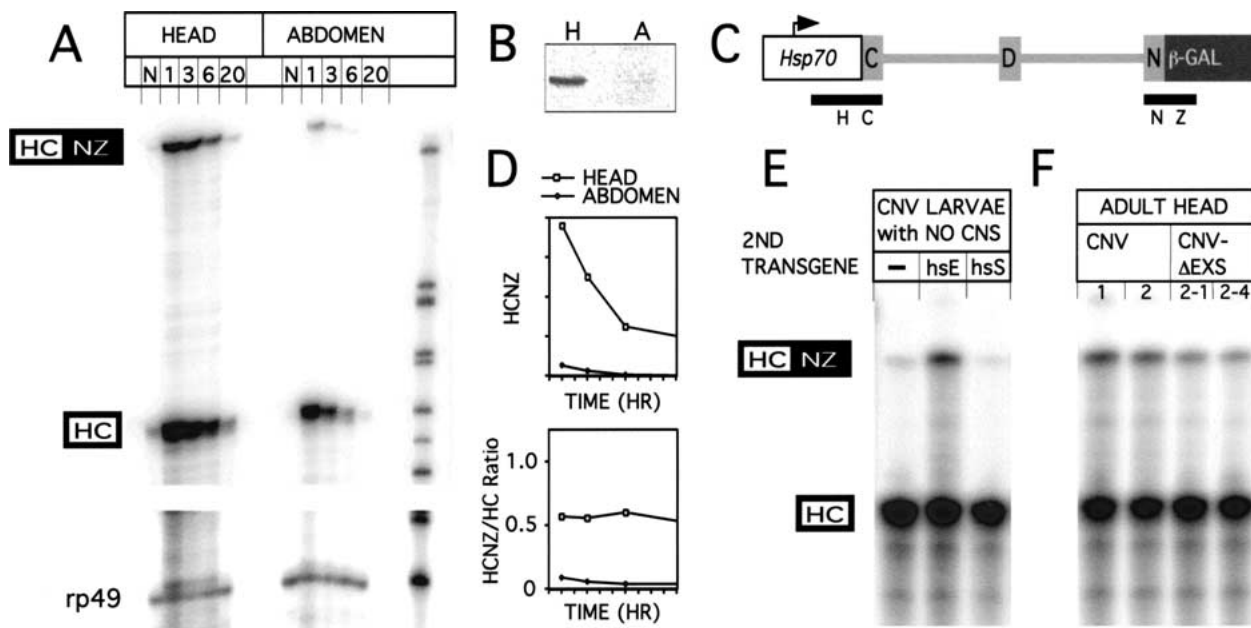 A
HEAD ABDOMEN
N 1 3 6 20 N 1 3 6 20
HC NZ
HC
rp49
B
H A
C
Hsp70 C D N β-GAL
H C N Z
D
HEAD
ABDOMEN
HCNZ
TIME (HR)
HCNZ/HC Ratio
1.0
0.5
0
TIME (HR)
E
CNV LARVAE
with NO CNS
2ND
TRANSGENE
– hsE hsS
HC NZ
HC
F
ADULT HEAD
CNV CNV-
ΔEXS
1 2 2-1 2-4